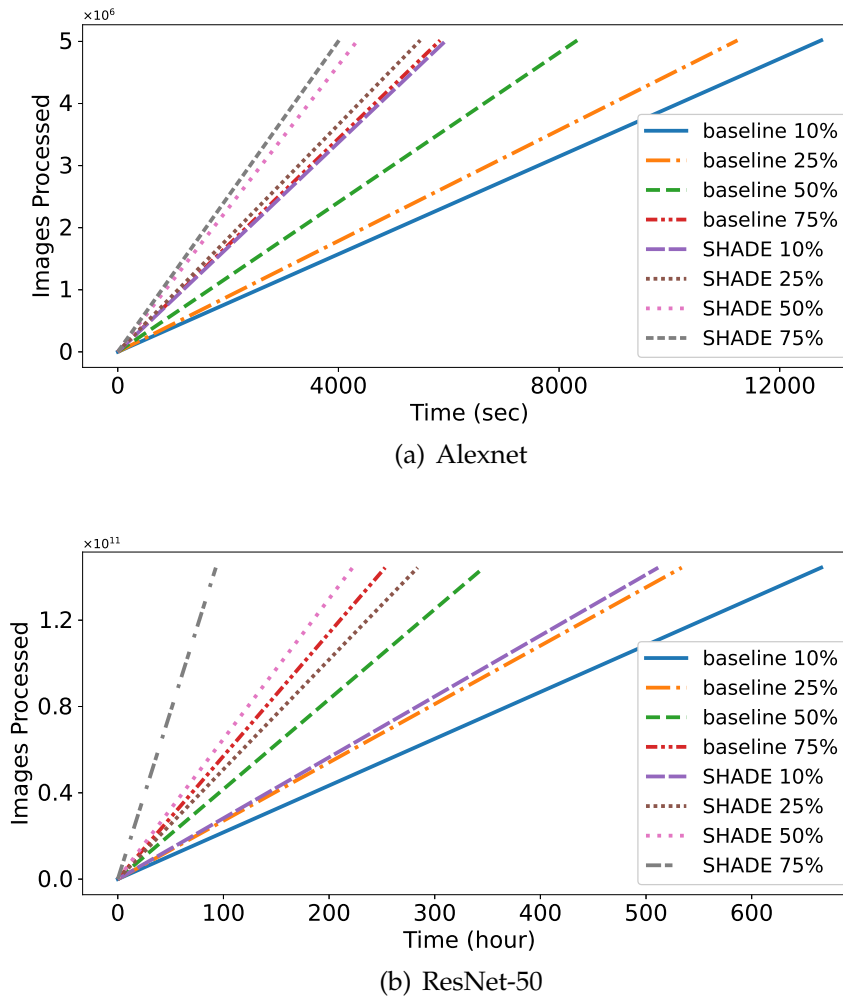 ×10⁶
5
4
3
2
1
0
Images Processed
baseline 10%
baseline 25%
baseline 50%
baseline 75%
SHADE 10%
SHADE 25%
SHADE 50%
SHADE 75%
0 4000 8000 12000
Time (sec)
(a) Alexnet
×10¹¹
1.2
0.8
0.4
0.0
Images Processed
baseline 10%
baseline 25%
baseline 50%
baseline 75%
SHADE 10%
SHADE 25%
SHADE 50%
SHADE 75%
0 100 200 300 400 500 600
Time (hour)
(b) ResNet-50